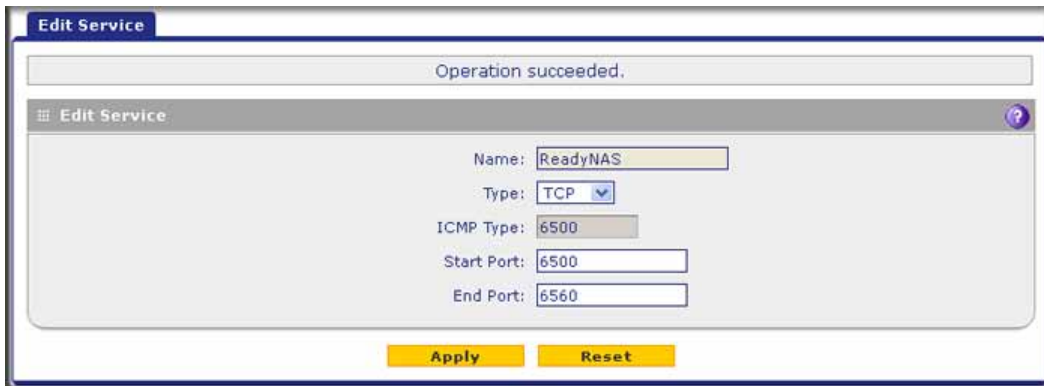 Edit Service
Operation succeeded.
Edit Service
Name: ReadyNAS
Type: TCP
ICMP Type: 6500
Start Port: 6500
End Port: 6560
Apply Reset